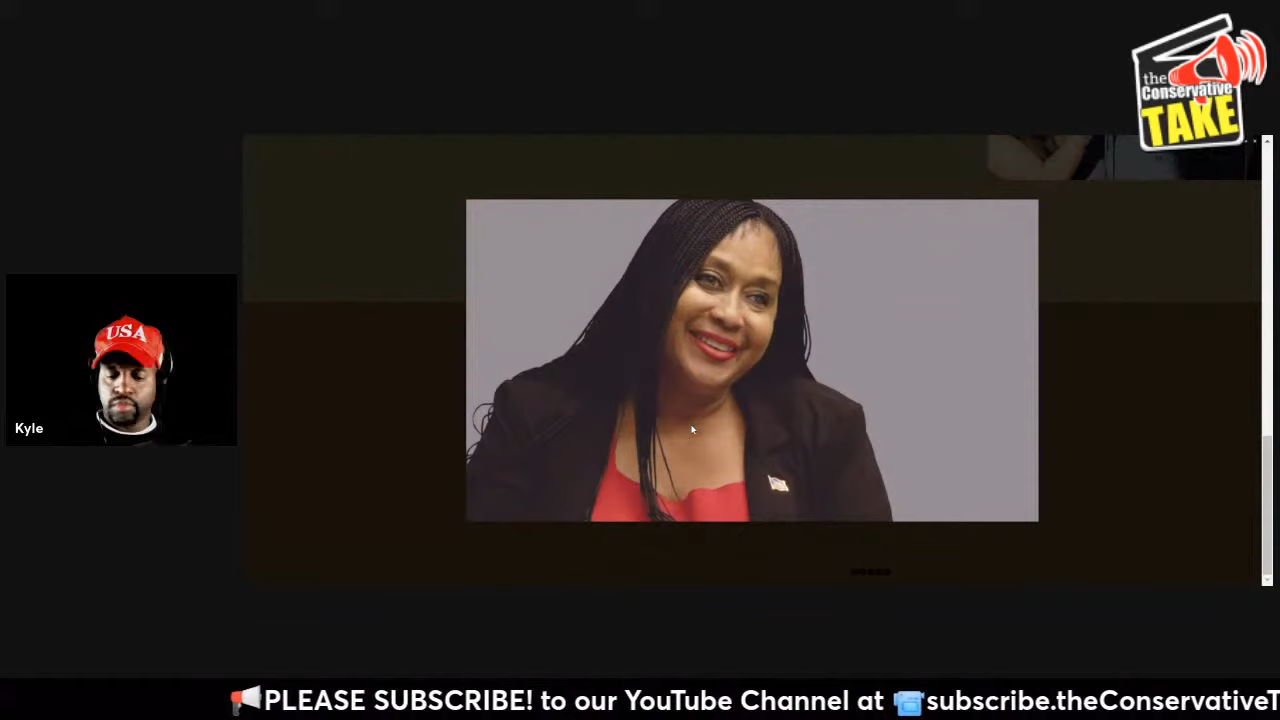 the
Conservative
TAKE
USA
Kyle
PLEASE SUBSCRIBE! to our YouTube Channel at subscribe.theConservativeT